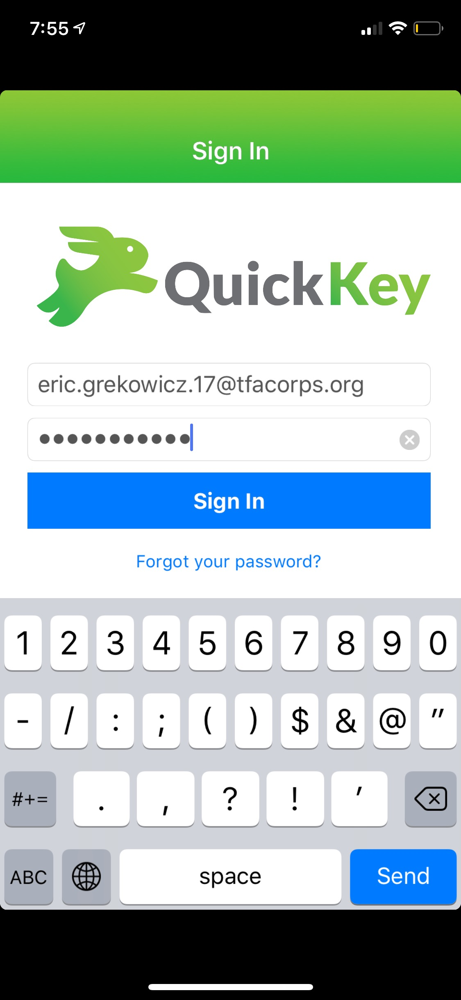 7:55
Sign In
QuickKey
eric.grekowicz.17@tfacorps.org
●●●●●●●●●●●
Sign In
Forgot your password?
1 2 3 4 5 6 7 8 9 0
- / : ; ( ) $ & @ "
#+= . , ? ! '
ABC space Send